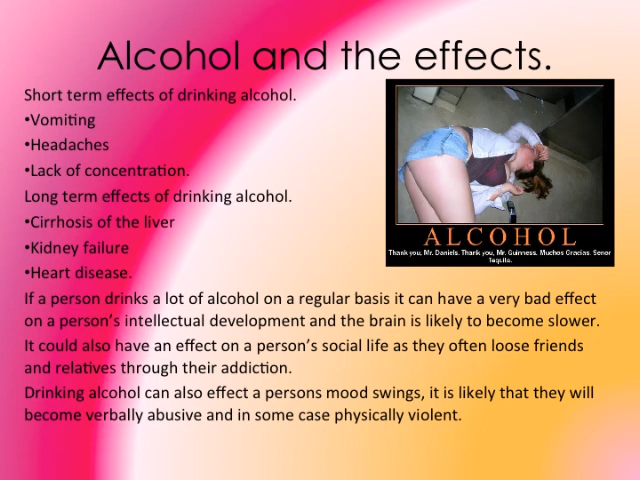 Alcohol and the effects.
Short term effects of drinking alcohol.
•Vomiting
•Headaches
•Lack of concentration.
Long term effects of drinking alcohol.
•Cirrhosis of the liver
•Kidney failure
•Heart disease.
If a person drinks a lot of alcohol on a regular basis it can have a very bad effect
on a person's intellectual development and the brain is likely to become slower.
It could also have an effect on a person's social life as they often loose friends
and relatives through their addiction.
Drinking alcohol can also effect a persons mood swings, it is likely that they will
become verbally abusive and in some case physically violent.
ALCOHOL
Thank you, Mr. Daniels. Thank you, Mr. Guinness. Muchos Gracias, Senor
Tequila.